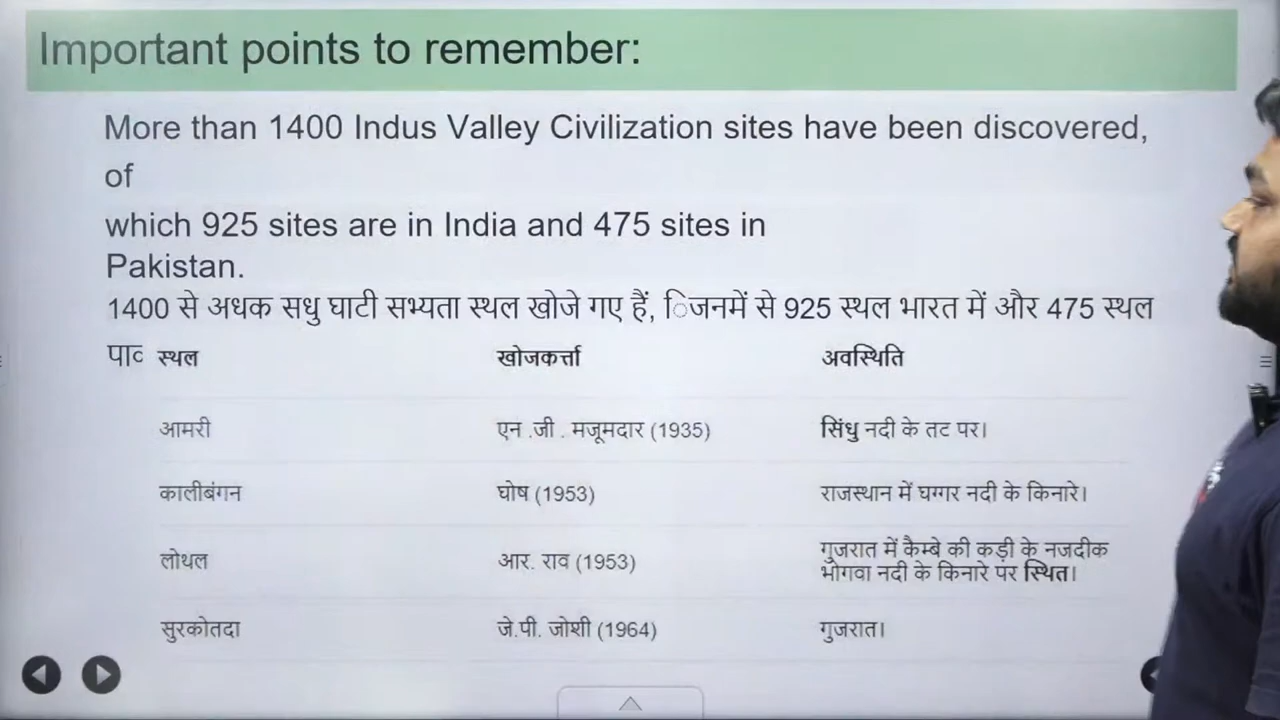 Important points to remember:
More than 1400 Indus Valley Civilization sites have been discovered,
of
which 925 sites are in India and 475 sites in
Pakistan.
1400 से अधक सधु घाटी सभ्यता स्थल खोजे गए हैं, िजनमें से 925 स्थल भारत में और 475 स्थल
स्थल खोजकर्त्ता अवस्थिति
आमरी एन .जी . मजूमदार (1935) सिंधु नदी के तट पर।
कालीबंगन घोष (1953) राजस्थान में घग्गर नदी के किनारे।
लोथल आर. राव (1953) गुजरात में कैम्बे की कड़ी के नजदीक
भोगवा नदी के किनारे पर स्थित।
सुरकोतदा जे.पी. जोशी (1964) गुजरात।